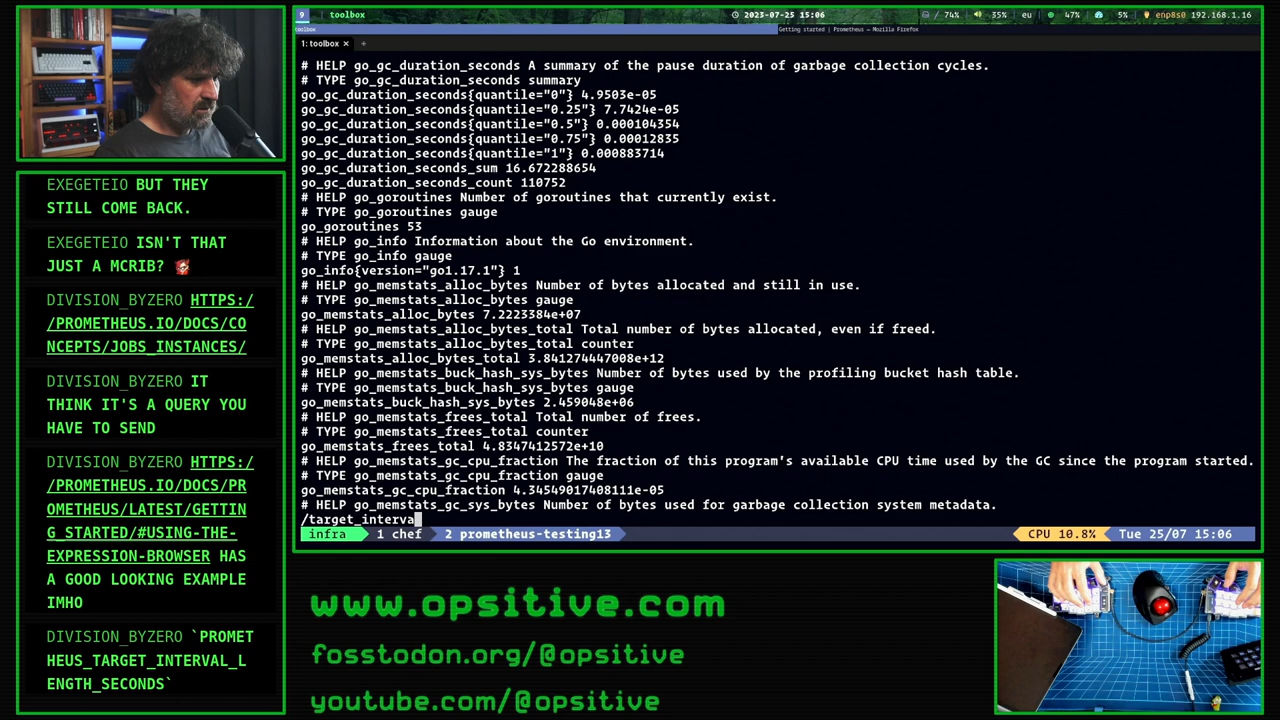 9 toolbox 2023-07-25 15:06 / 74% 35% eu 47% 5% enp8s0 192.168.1.16
toolbox Getting started | Prometheus — Mozilla Firefox
1: toolbox × +
# HELP go_gc_duration_seconds A summary of the pause duration of garbage collection cycles.
# TYPE go_gc_duration_seconds summary
go_gc_duration_seconds{quantile="0"} 4.9503e-05
go_gc_duration_seconds{quantile="0.25"} 7.7424e-05
go_gc_duration_seconds{quantile="0.5"} 0.000104354
go_gc_duration_seconds{quantile="0.75"} 0.00012835
go_gc_duration_seconds{quantile="1"} 0.000883714
go_gc_duration_seconds_sum 16.672288654
go_gc_duration_seconds_count 110752
# HELP go_goroutines Number of goroutines that currently exist.
# TYPE go_goroutines gauge
go_goroutines 53
# HELP go_info Information about the Go environment.
# TYPE go_info gauge
go_info{version="go1.17.1"} 1
# HELP go_memstats_alloc_bytes Number of bytes allocated and still in use.
# TYPE go_memstats_alloc_bytes gauge
go_memstats_alloc_bytes 7.2223384e+07
# HELP go_memstats_alloc_bytes_total Total number of bytes allocated, even if freed.
# TYPE go_memstats_alloc_bytes_total counter
go_memstats_alloc_bytes_total 3.841274447008e+12
# HELP go_memstats_buck_hash_sys_bytes Number of bytes used by the profiling bucket hash table.
# TYPE go_memstats_buck_hash_sys_bytes gauge
go_memstats_buck_hash_sys_bytes 2.459048e+06
# HELP go_memstats_frees_total Total number of frees.
# TYPE go_memstats_frees_total counter
go_memstats_frees_total 4.8347412572e+10
# HELP go_memstats_gc_cpu_fraction The fraction of this program's available CPU time used by the GC since the program started.
# TYPE go_memstats_gc_cpu_fraction gauge
go_memstats_gc_cpu_fraction 4.34549017408111e-05
# HELP go_memstats_gc_sys_bytes Number of bytes used for garbage collection system metadata.
/target_interva
infra 1 chef 2 prometheus-testing13 CPU 10.8% Tue 25/07 15:06
EXEGETEIO BUT THEY
STILL COME BACK.
EXEGETEIO ISN'T THAT
JUST A MCRIB?
DIVISION_BYZERO HTTPS:/
/PROMETHEUS.IO/DOCS/CO
NCEPTS/JOBS_INSTANCES/
DIVISION_BYZERO IT
THINK IT'S A QUERY YOU
HAVE TO SEND
DIVISION_BYZERO HTTPS:/
/PROMETHEUS.IO/DOCS/PR
OMETHEUS/LATEST/GETTIN
G_STARTED/#USING-THE-
EXPRESSION-BROWSER HAS
A GOOD LOOKING EXAMPLE
IMHO
DIVISION_BYZERO `PROMET
HEUS_TARGET_INTERVAL_L
ENGTH_SECONDS`
www.opsitive.com
fosstodon.org/@opsitive
youtube.com/@opsitive